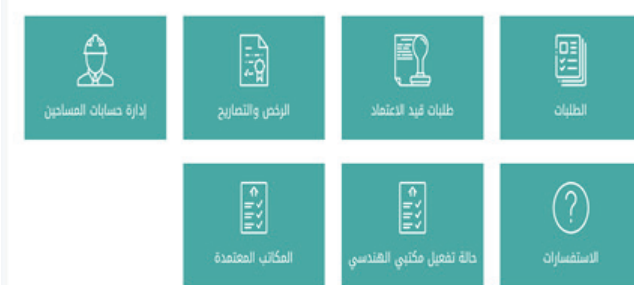 الطلبات
طلبات قيد الاعتماد
الرخص والتصاريح
إدارة حسابات المساحين
الاستفسارات
حالة تفعيل مكتبي الهندسي
المكاتب المعتمدة